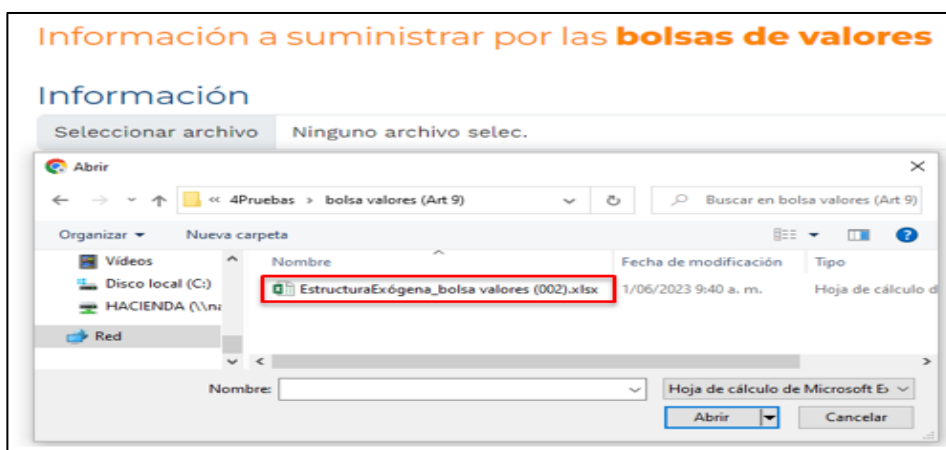 Información a suministrar por las bolsas de valores
Información
Seleccionar archivo Ninguno archivo selec.
Abrir
« 4Pruebas > bolsa valores (Art 9) Buscar en bolsa valores (Art 9)
Organizar Nueva carpeta
Vídeos Nombre Fecha de modificación Tipo
Disco local (C:) EstructuraExógena_bolsa valores (002).xlsx 1/06/2023 9:40 a. m. Hoja de cálculo d
HACIENDA (\\na
Red
Nombre: Hoja de cálculo de Microsoft Ex
Abrir Cancelar